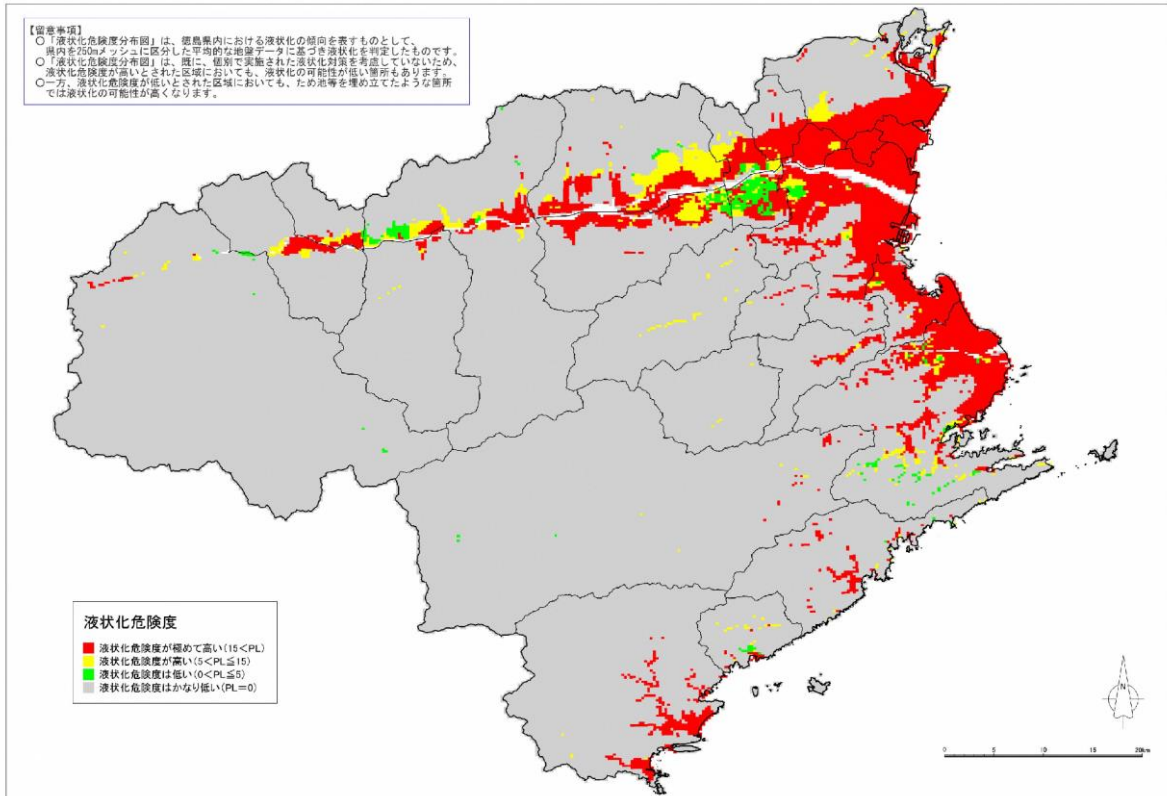 【留意事項】
○「液状化危険度分布図」は、徳島県内における液状化の傾向を表すものとして、
県内を250mメッシュに区分した平均的な地盤データに基づき液状化を判定したものです。
○「液状化危険度分布図」は、既に、個別で実施された液状化対策を考慮していないため、
液状化危険度が高いとされた区域においても、液状化の可能性が低い箇所もあります。
○一方、液状化危険度が低いとされた区域においても、ため池等を埋め立てたような箇所
では液状化の可能性が高くなります。
液状化危険度
液状化危険度が極めて高い(15<PL)
液状化危険度が高い(5<PL≦15)
液状化危険度は低い(0<PL≦5)
液状化危険度はかなり低い(PL=0)
N
0 5 10 15 20km